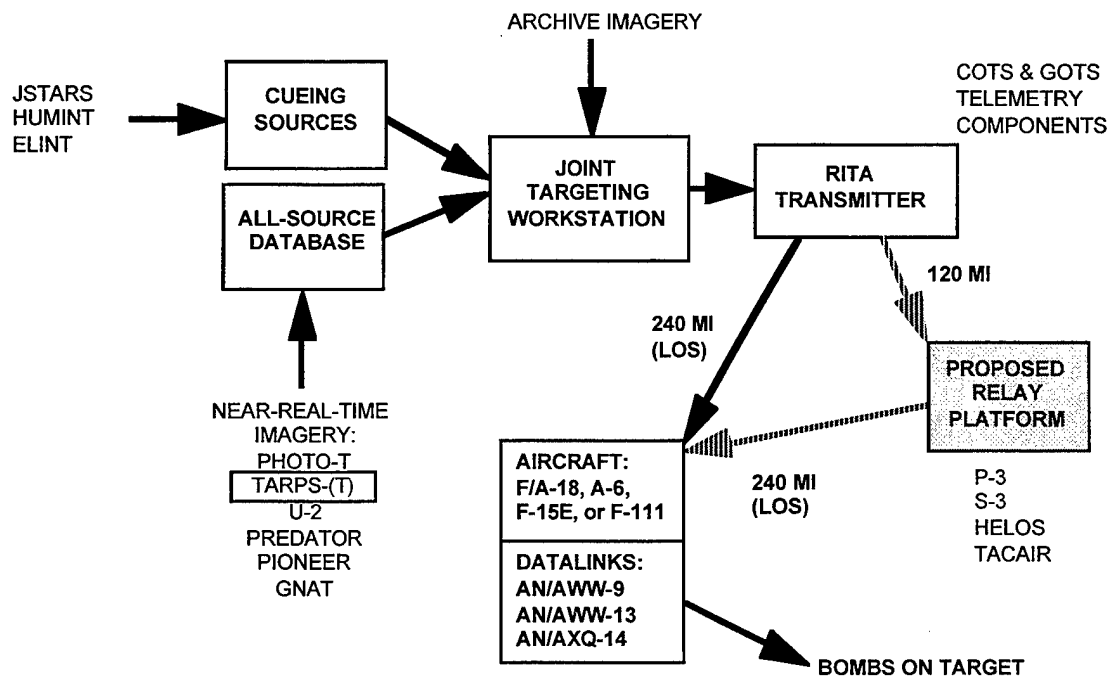 ARCHIVE IMAGERY
JSTARS
HUMINT
ELINT
CUEING
SOURCES
ALL-SOURCE
DATABASE
JOINT
TARGETING
WORKSTATION
RITA
TRANSMITTER
COTS & GOTS
TELEMETRY
COMPONENTS
120 MI
240 MI
(LOS)
PROPOSED
RELAY
PLATFORM
P-3
S-3
HELOS
TACAIR
240 MI
(LOS)
NEAR-REAL-TIME
IMAGERY:
PHOTO-T
TARPS-(T)
U-2
PREDATOR
PIONEER
GNAT
AIRCRAFT:
F/A-18, A-6,
F-15E, or F-111
DATALINKS:
AN/AWW-9
AN/AWW-13
AN/AXQ-14
BOMBS ON TARGET